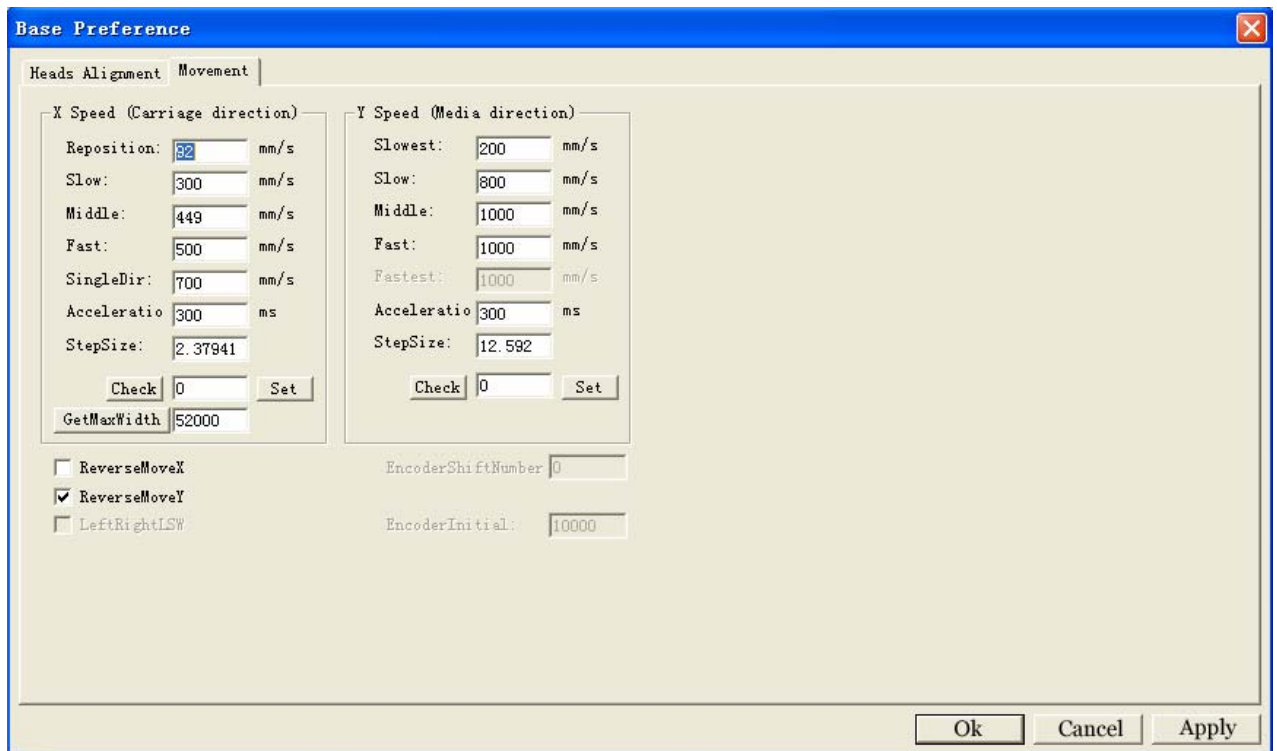 Base Preference
Heads Alignment Movement
X Speed (Carriage direction)
Reposition: 92 mm/s
Slow: 300 mm/s
Middle: 449 mm/s
Fast: 500 mm/s
SingleDir: 700 mm/s
Acceleratio 300 ms
StepSize: 2.37941
Check 0 Set
GetMaxWidth 52000
Y Speed (Media direction)
Slowest: 200 mm/s
Slow: 800 mm/s
Middle: 1000 mm/s
Fast: 1000 mm/s
Fastest: 1000 mm/s
Acceleratio 300 ms
StepSize: 12.592
Check 0 Set
ReverseMoveX
ReverseMoveY
LeftRightLSW
EncoderShiftNumber 0
EncoderInitial: 10000
Ok Cancel Apply